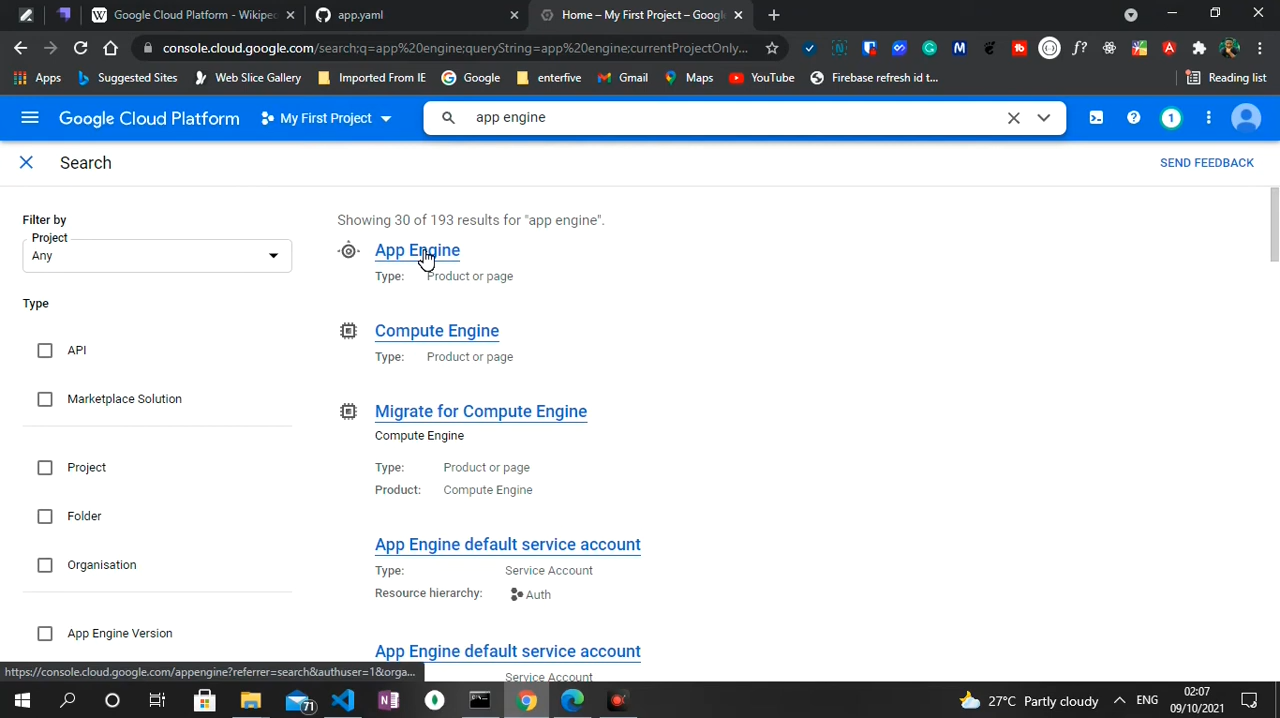 Google Cloud Platform - Wikiped
app.yaml
Home – My First Project – Google
console.cloud.google.com/search;q=app%20engine;queryString=app%20engine;currentProjectOnly...
Apps
Suggested Sites
Web Slice Gallery
Imported From IE
Google
enterfive
Gmail
Maps
YouTube
Firebase refresh id t...
Reading list
Google Cloud Platform
My First Project
app engine
1
Search
SEND FEEDBACK
Filter by
Project
Any
Type
API
Marketplace Solution
Project
Folder
Organisation
App Engine Version
Showing 30 of 193 results for "app engine".
App Engine
Type: Product or page
Compute Engine
Type: Product or page
Migrate for Compute Engine
Compute Engine
Type: Product or page
Product: Compute Engine
App Engine default service account
Type: Service Account
Resource hierarchy: Auth
App Engine default service account
Service Account
https://console.cloud.google.com/appengine?referrer=search&authuser=1&orga...
71
27°C Partly cloudy
ENG
02:07
09/10/2021